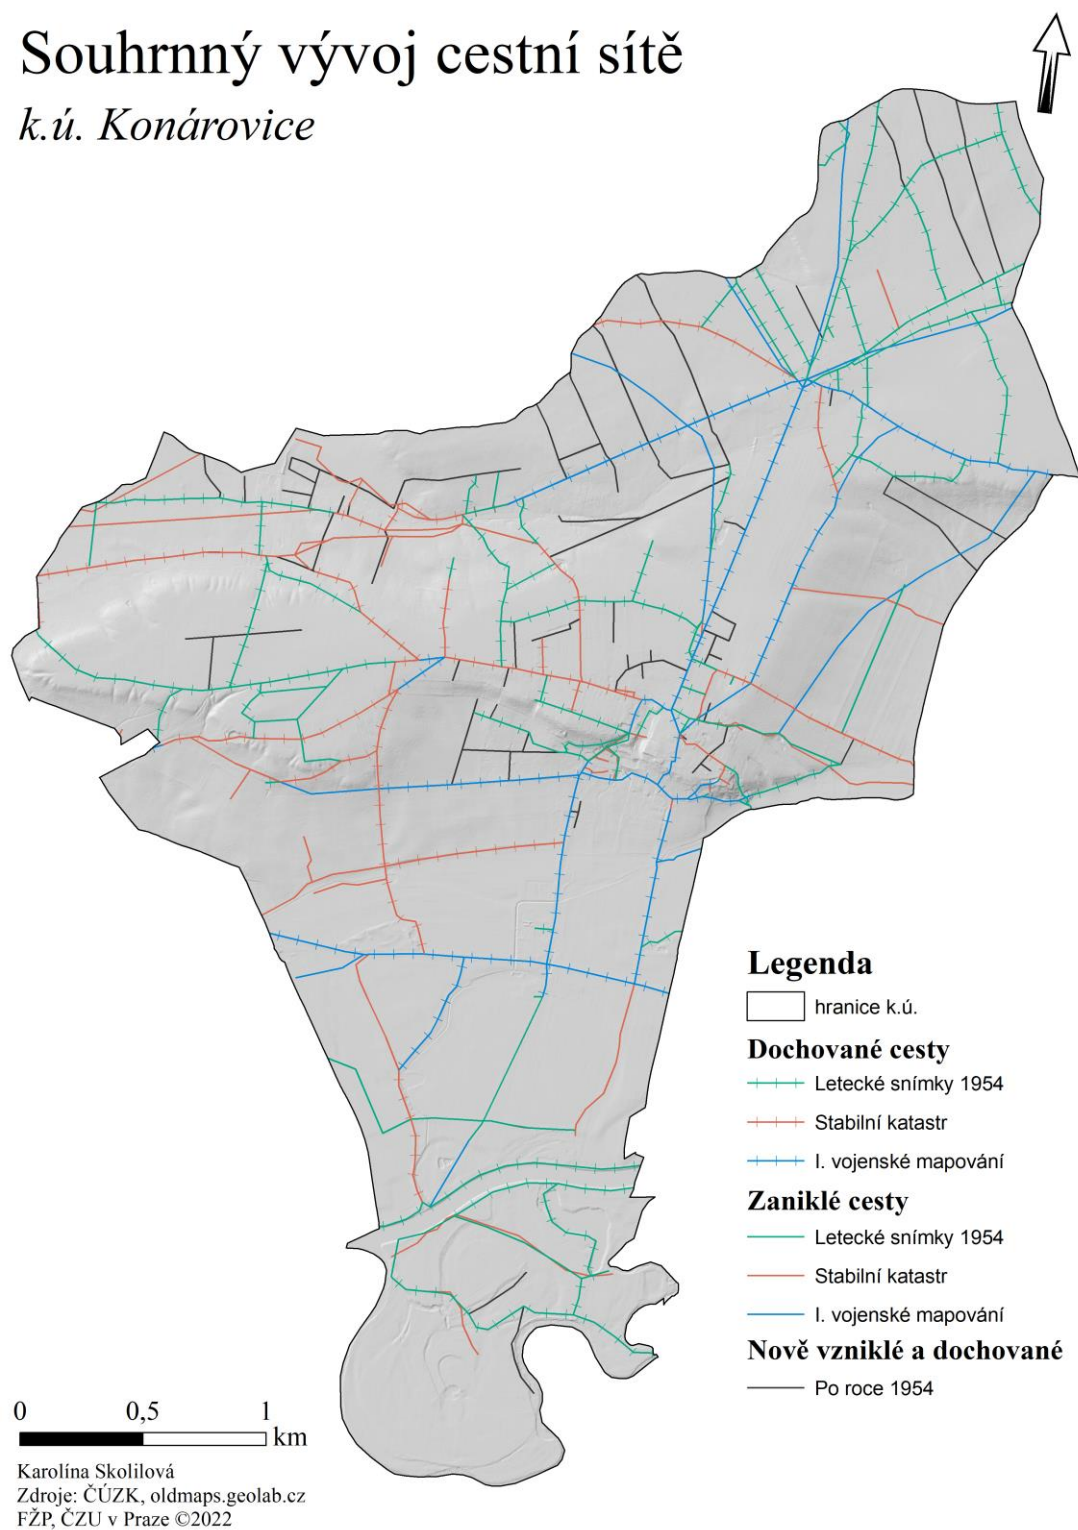 Souhrnný vývoj cestní sítě
k.ú. Konárovice
Legenda
hranice k.ú.
Dochované cesty
Letecké snímky 1954
Stabilní katastr
I. vojenské mapování
Zaniklé cesty
Letecké snímky 1954
Stabilní katastr
I. vojenské mapování
Nově vzniklé a dochované
Po roce 1954
0 0,5 1
km
Karolína Skolilová
Zdroje: ČÚZK, oldmaps.geolab.cz
FŽP, ČZU v Praze ©2022